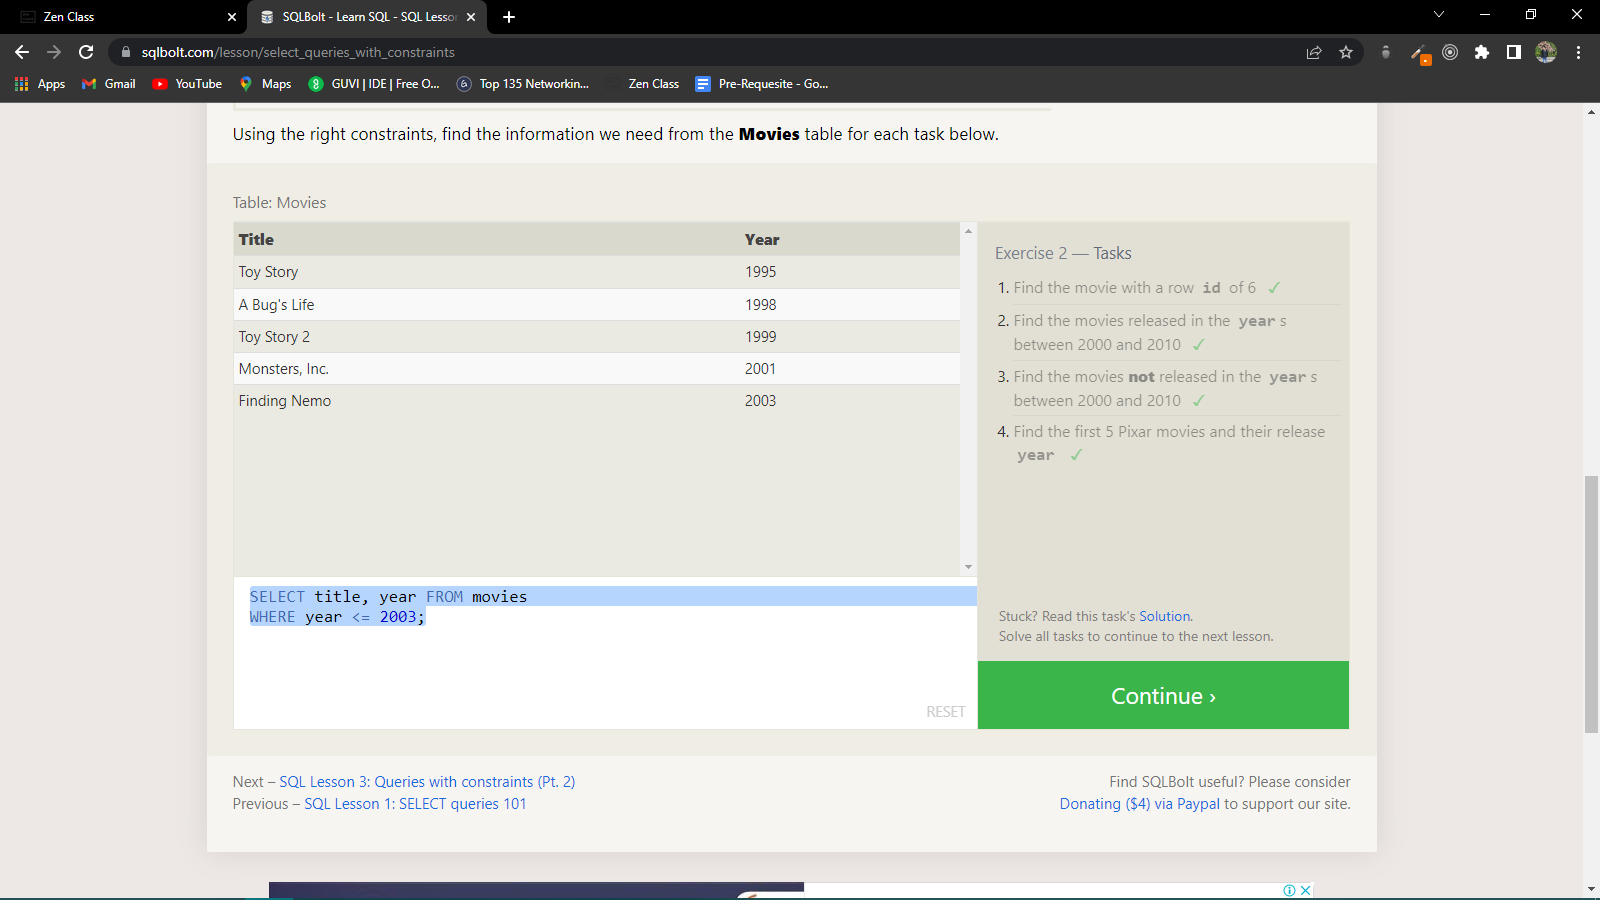 Zen Class
SQLBolt - Learn SQL - SQL Lesson
sqlbolt.com/lesson/select_queries_with_constraints
Apps
Gmail
YouTube
Maps
GUVI | IDE | Free O...
Top 135 Networkin...
Zen Class
Pre-Requesite - Go...
Using the right constraints, find the information we need from the Movies table for each task below.
Table: Movies
Title Year
Toy Story 1995
A Bug's Life 1998
Toy Story 2 1999
Monsters, Inc. 2001
Finding Nemo 2003
SELECT title, year FROM movies
WHERE year <= 2003;
RESET
Exercise 2 — Tasks
1. Find the movie with a row id of 6 ✓
2. Find the movies released in the year s
between 2000 and 2010 ✓
3. Find the movies not released in the year s
between 2000 and 2010 ✓
4. Find the first 5 Pixar movies and their release
year ✓
Stuck? Read this task's Solution.
Solve all tasks to continue to the next lesson.
Continue ›
Next – SQL Lesson 3: Queries with constraints (Pt. 2)
Previous – SQL Lesson 1: SELECT queries 101
Find SQLBolt useful? Please consider
Donating ($4) via Paypal to support our site.